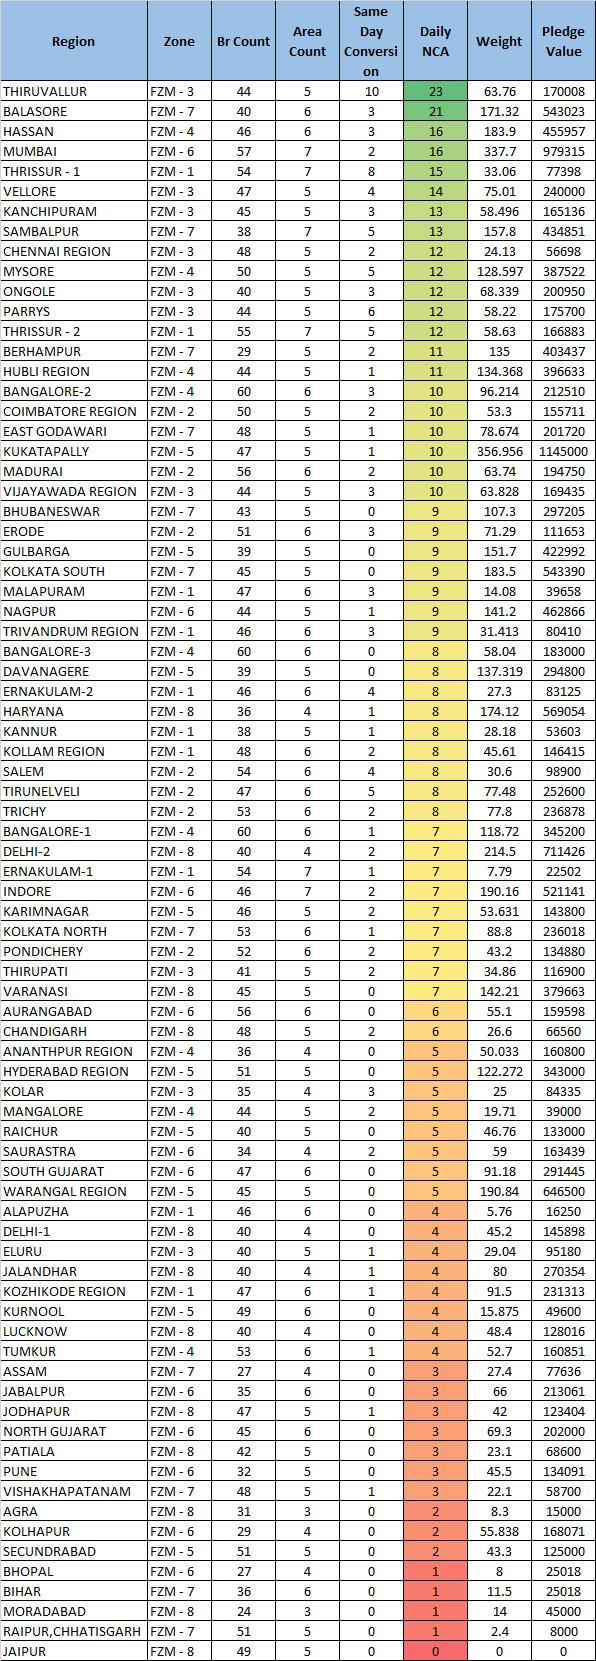 Region Zone Br Count Area Count Same Day Conversion Daily NCA Weight Pledge Value
THIRUVALLUR FZM - 3 44 5 10 23 63.76 170008
BALASORE FZM - 7 40 6 3 21 171.32 543023
HASSAN FZM - 4 46 6 3 16 183.9 455957
MUMBAI FZM - 6 57 7 2 16 337.7 979315
THRISSUR - 1 FZM - 1 54 7 8 15 33.06 77398
VELLORE FZM - 3 47 5 4 14 75.01 240000
KANCHIPURAM FZM - 3 45 5 3 13 58.496 165136
SAMBALPUR FZM - 7 38 7 5 13 157.8 434851
CHENNAI REGION FZM - 3 48 5 2 12 24.13 56698
MYSORE FZM - 4 50 5 5 12 128.597 387522
ONGOLE FZM - 3 40 5 3 12 68.339 200950
PARRYS FZM - 3 44 5 6 12 58.22 175700
THRISSUR - 2 FZM - 1 55 7 5 12 58.63 166883
BERHAMPUR FZM - 7 29 5 2 11 135 403437
HUBLI REGION FZM - 4 44 5 1 11 134.368 396633
BANGALORE-2 FZM - 4 60 6 3 10 96.214 212510
COIMBATORE REGION FZM - 2 50 5 2 10 53.3 155711
EAST GODAWARI FZM - 7 48 5 1 10 78.674 201720
KUKATAPALLY FZM - 5 47 5 1 10 356.956 1145000
MADURAI FZM - 2 56 6 2 10 63.74 194750
VIJAYAWADA REGION FZM - 3 44 5 3 10 63.828 169435
BHUBANESWAR FZM - 7 43 5 0 9 107.3 297205
ERODE FZM - 2 51 6 3 9 71.29 111653
GULBARGA FZM - 5 39 5 0 9 151.7 422992
KOLKATA SOUTH FZM - 7 45 5 0 9 183.5 543390
MALAPURAM FZM - 1 47 6 3 9 14.08 39658
NAGPUR FZM - 6 44 5 1 9 141.2 462866
TRIVANDRUM REGION FZM - 1 46 6 3 9 31.413 80410
BANGALORE-3 FZM - 4 60 6 0 8 58.04 183000
DAVANAGERE FZM - 5 39 5 0 8 137.319 294800
ERNAKULAM-2 FZM - 1 46 6 4 8 27.3 83125
HARYANA FZM - 8 36 4 1 8 174.12 569054
KANNUR FZM - 1 38 5 1 8 28.18 53603
KOLLAM REGION FZM - 1 48 6 2 8 45.61 146415
SALEM FZM - 2 54 6 4 8 30.6 98900
TIRUNELVELI FZM - 2 47 6 5 8 77.48 252600
TRICHY FZM - 2 53 6 2 8 77.8 236878
BANGALORE-1 FZM - 4 60 6 1 7 118.72 345200
DELHI-2 FZM - 8 40 4 2 7 214.5 711426
ERNAKULAM-1 FZM - 1 54 7 1 7 7.79 22502
INDORE FZM - 6 46 7 2 7 190.16 521141
KARIMNAGAR FZM - 5 46 5 2 7 53.631 143800
KOLKATA NORTH FZM - 7 53 6 1 7 88.8 236018
PONDICHERY FZM - 2 52 6 2 7 43.2 134880
THIRUPATI FZM - 3 41 5 2 7 34.86 116900
VARANASI FZM - 8 45 5 0 7 142.21 379663
AURANGABAD FZM - 6 56 6 0 6 55.1 159598
CHANDIGARH FZM - 8 48 5 2 6 26.6 66560
ANANTHPUR REGION FZM - 4 36 4 0 5 50.033 160800
HYDERABAD REGION FZM - 5 51 5 0 5 122.272 343000
KOLAR FZM - 3 35 4 3 5 25 84335
MANGALORE FZM - 4 44 5 2 5 19.71 39000
RAICHUR FZM - 5 40 5 0 5 46.76 133000
SAURASTRA FZM - 6 34 4 2 5 59 163439
SOUTH GUJARAT FZM - 6 47 6 0 5 91.18 291445
WARANGAL REGION FZM - 5 45 5 0 5 190.84 646500
ALAPUZHA FZM - 1 46 6 0 4 5.76 16250
DELHI-1 FZM - 8 40 4 0 4 45.2 145898
ELURU FZM - 3 40 5 1 4 29.04 95180
JALANDHAR FZM - 8 40 4 1 4 80 270354
KOZHIKODE REGION FZM - 1 47 6 1 4 91.5 231313
KURNOOL FZM - 5 49 6 0 4 15.875 49600
LUCKNOW FZM - 8 40 4 0 4 48.4 128016
TUMKUR FZM - 4 53 6 1 4 52.7 160851
ASSAM FZM - 7 27 4 0 3 27.4 77636
JABALPUR FZM - 6 35 6 0 3 66 213061
JODHAPUR FZM - 8 47 5 1 3 42 123404
NORTH GUJARAT FZM - 6 45 6 0 3 69.3 202000
PATIALA FZM - 8 42 5 0 3 23.1 68600
PUNE FZM - 6 32 5 0 3 45.5 134091
VISHAKHAPATANAM FZM - 7 48 5 1 3 22.1 58700
AGRA FZM - 8 31 3 0 2 8.3 15000
KOLHAPUR FZM - 6 29 4 0 2 55.838 168071
SECUNDRABAD FZM - 5 51 5 0 2 43.3 125000
BHOPAL FZM - 6 27 4 0 1 8 25018
BIHAR FZM - 7 36 6 0 1 11.5 25018
MORADABAD FZM - 8 24 3 0 1 14 45000
RAIPUR,CHHATISGARH FZM - 7 51 5 0 1 2.4 8000
JAIPUR FZM - 8 49 5 0 0 0 0